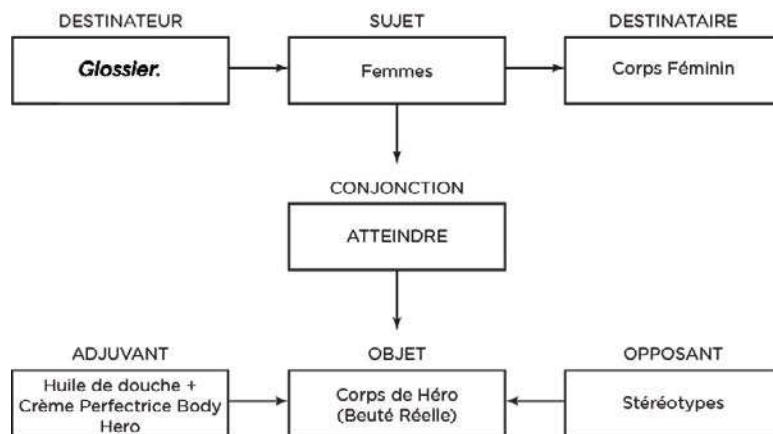 DESTINATEUR
SUJET
DESTINATAIRE
Glossier.
Femmes
Corps Féminin
CONJONCTION
ATTEINDRE
ADJUVANT
OBJET
OPPOSANT
Huile de douche +
Crème Perfectrice Body
Hero
Corps de Héro
(Beuté Réelle)
Stéréotypes